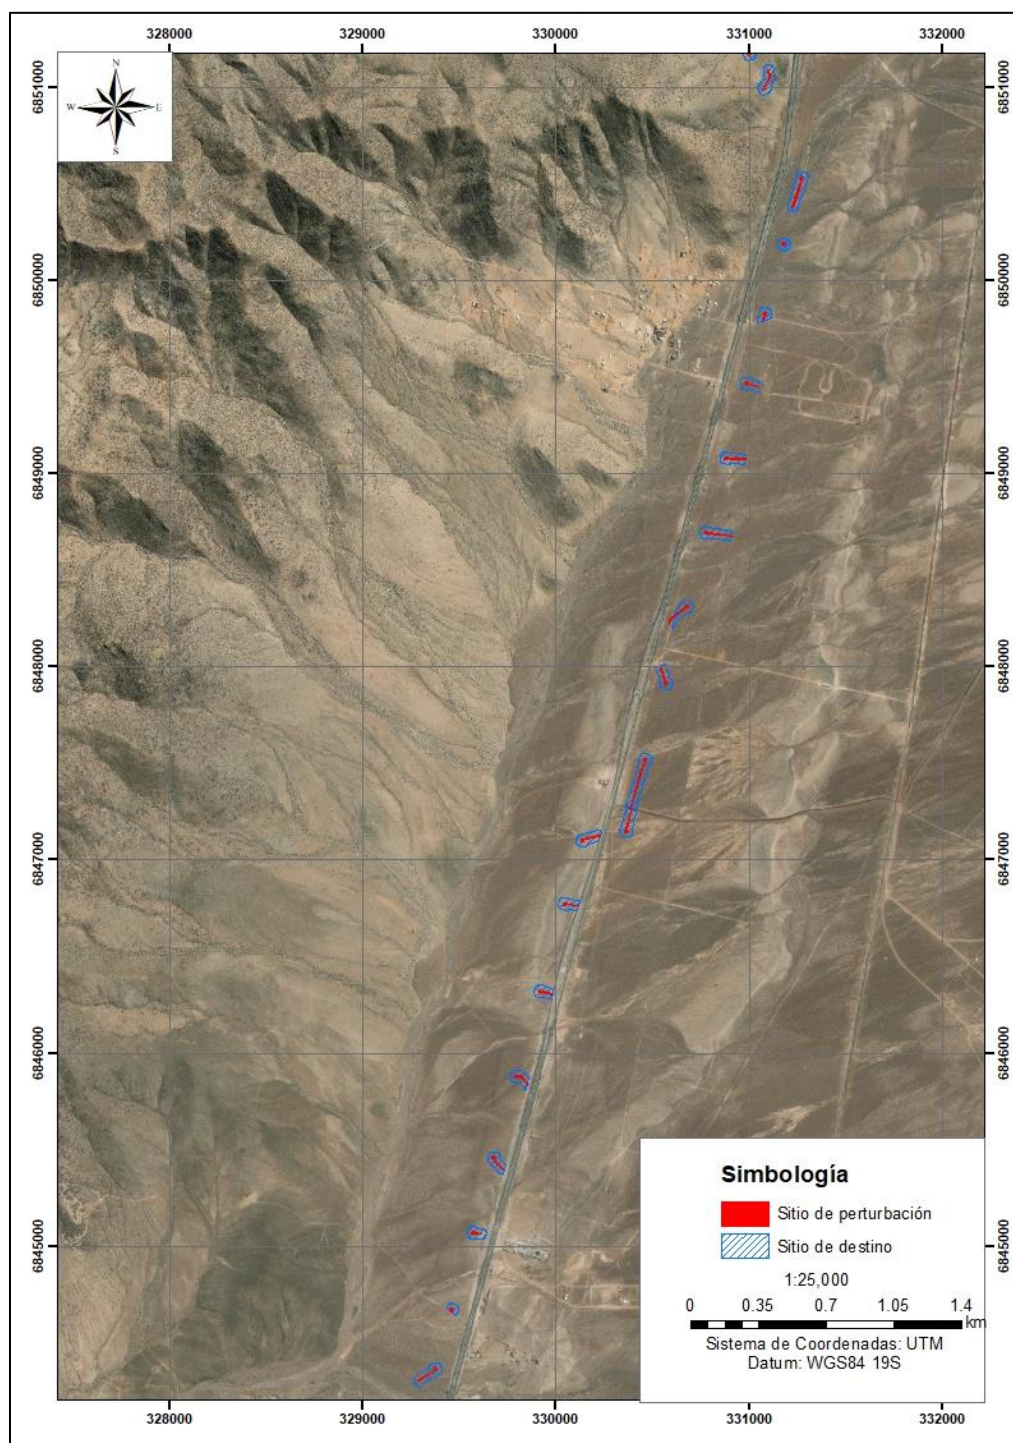 328000 329000 330000 331000 332000
N
W E
S
6851000 6851000
6850000 6850000
6849000 6849000
6848000 6848000
6847000 6847000
6846000 6846000
6845000 6845000
Simbología
Sitio de perturbación
Sitio de destino
1:25,000
0 0.35 0.7 1.05 1.4
km
Sistema de Coordenadas: UTM
Datum: WGS84 19S
328000 329000 330000 331000 332000